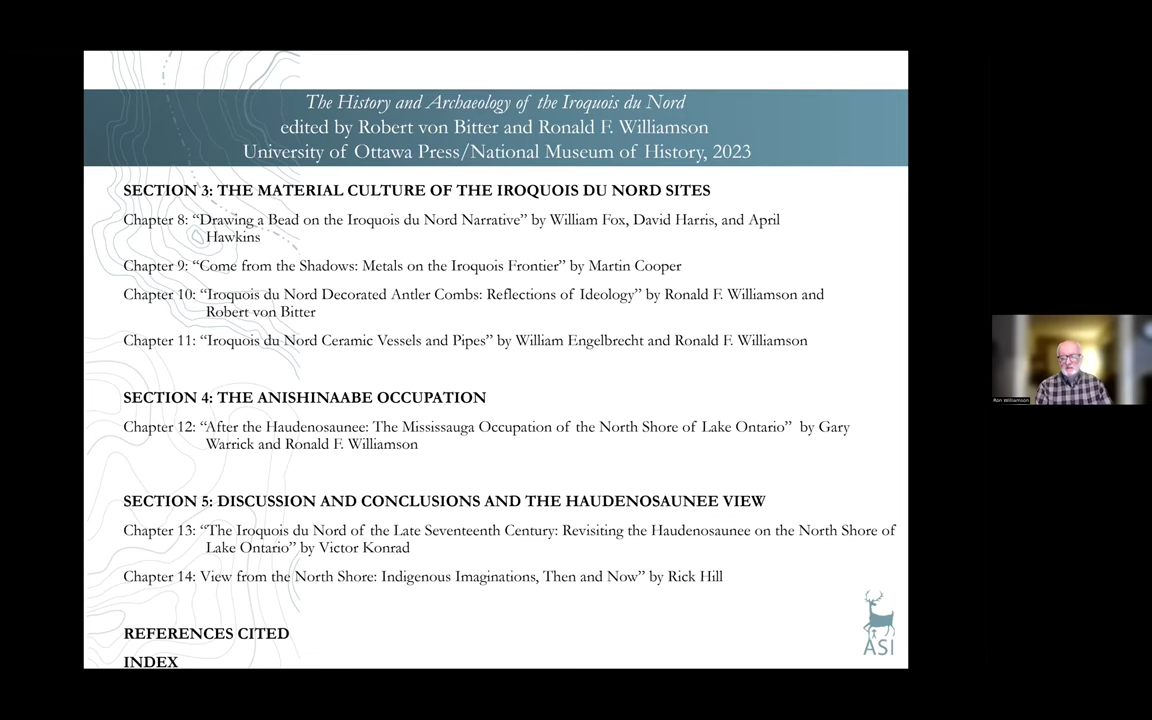 The History and Archaeology of the Iroquois du Nord
edited by Robert von Bitter and Ronald F. Williamson
University of Ottawa Press/National Museum of History, 2023
SECTION 3: THE MATERIAL CULTURE OF THE IROQUOIS DU NORD SITES
Chapter 8: “Drawing a Bead on the Iroquois du Nord Narrative” by William Fox, David Harris, and April
Hawkins
Chapter 9: “Come from the Shadows: Metals on the Iroquois Frontier” by Martin Cooper
Chapter 10: “Iroquois du Nord Decorated Antler Combs: Reflections of Ideology” by Ronald F. Williamson and
Robert von Bitter
Chapter 11: “Iroquois du Nord Ceramic Vessels and Pipes” by William Engelbrecht and Ronald F. Williamson
SECTION 4: THE ANISHINAABE OCCUPATION
Chapter 12: “After the Haudenosaunee: The Mississauga Occupation of the North Shore of Lake Ontario” by Gary
Warrick and Ronald F. Williamson
SECTION 5: DISCUSSION AND CONCLUSIONS AND THE HAUDENOSAUNEE VIEW
Chapter 13: “The Iroquois du Nord of the Late Seventeenth Century: Revisiting the Haudenosaunee on the North Shore of
Lake Ontario” by Victor Konrad
Chapter 14: View from the North Shore: Indigenous Imaginations, Then and Now” by Rick Hill
REFERENCES CITED
INDEX
ASI
Ron Williamson